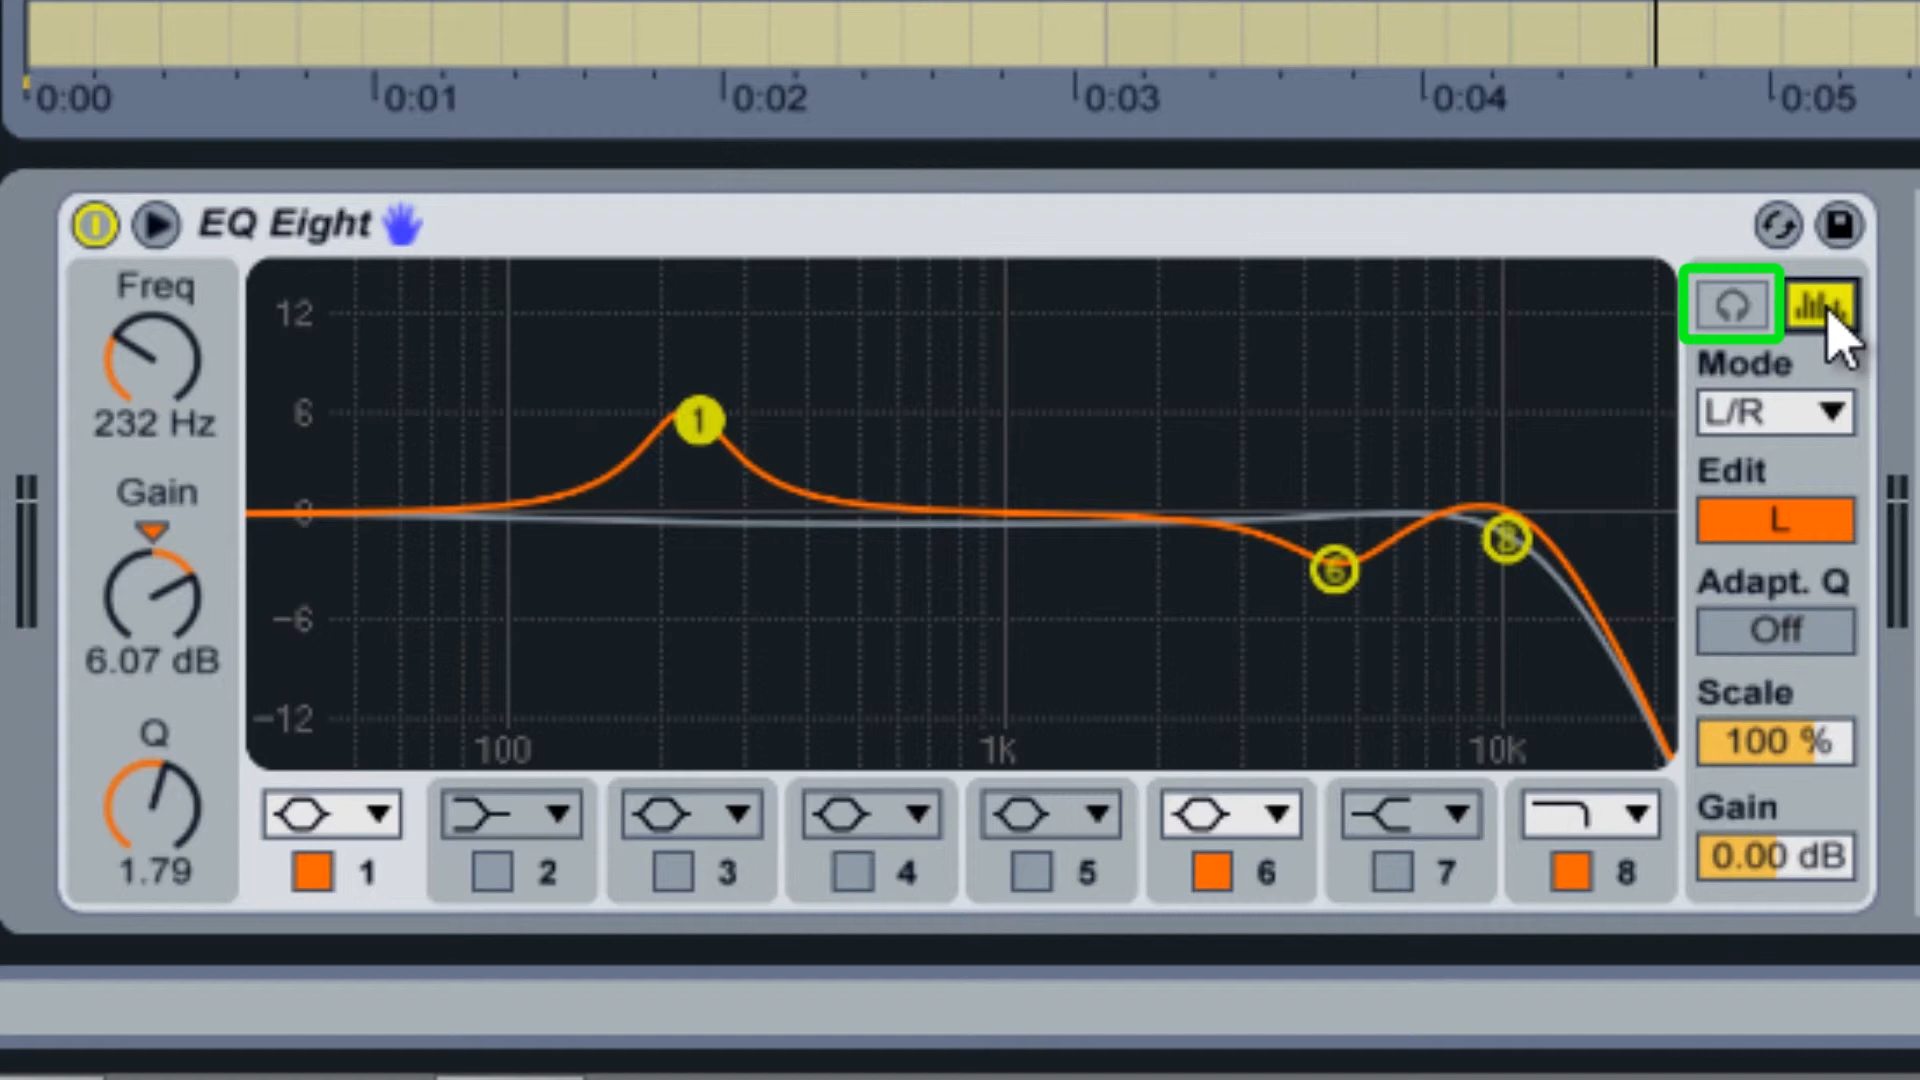 0:00 0:01 0:02 0:03 0:04 0:05
EQ Eight
Freq
232 Hz
Gain
6.07 dB
Q
1.79
12
6
0
-6
-12
100 1K 10K
1
6
8
1 2 3 4 5 6 7 8
Mode
L/R
Edit
L
Adapt. Q
Off
Scale
100 %
Gain
0.00 dB